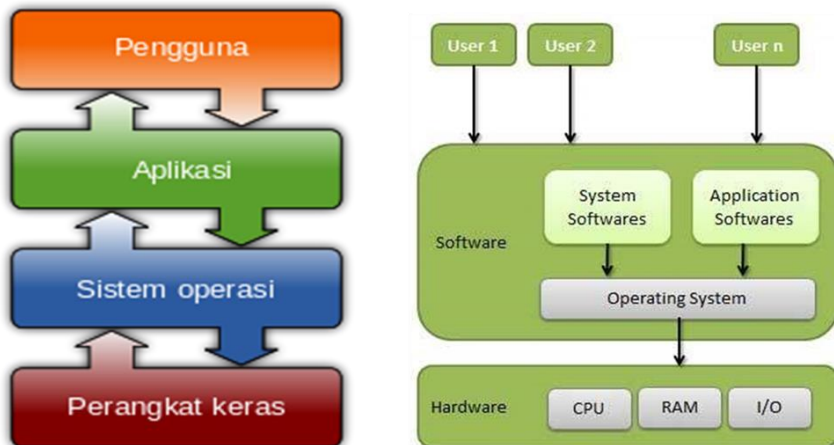 Pengguna
Aplikasi
Sistem operasi
Perangkat keras
User 1
User 2
User n
System
Softwares
Application
Softwares
Software
Operating System
Hardware
CPU
RAM
I/O